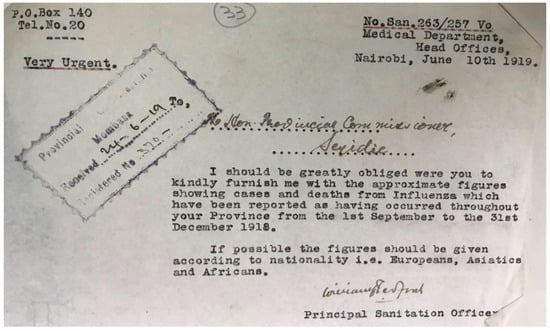 P.O.Box 140
Tel.No.20
33
No.San.263/257 Vo
Medical Department,
Head Offices,
Nairobi, June 10th 1919.
Very Urgent.
Provincial
Mombasa
Received 24-6-19
Registered No.
To,
The Hon. Provincial Commissioner,
Seyidie
I should be greatly obliged were you to
kindly furnish me with the approximate figures
showing cases and deaths from Influenza which
have been reported as having occurred throughout
your Province from the 1st September to the 31st
December 1918.
If possible the figures should be given
according to nationality i.e. Europeans, Asiatics
and Africans.
Principal Sanitation Officer